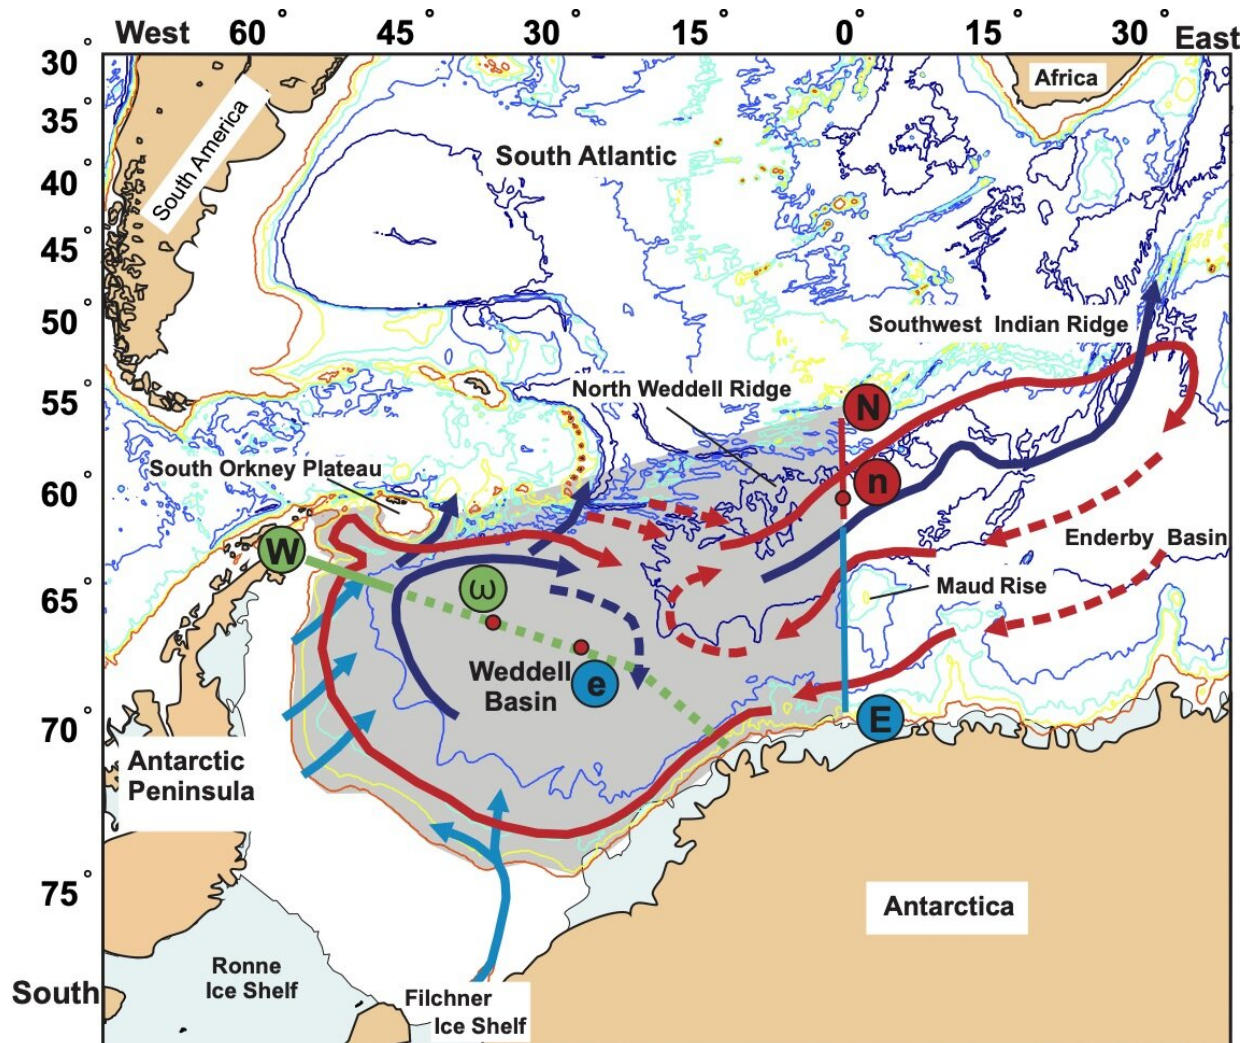 West 60° 45° 30° 15° 0° 15° 30° East
30°
35°
40°
45°
50°
55°
60°
65°
70°
75°
South
South America
Africa
South Atlantic
Southwest Indian Ridge
North Weddell Ridge
N
South Orkney Plateau
n
W
Enderby Basin
ω
Maud Rise
Weddell
Basin
e
E
Antarctic
Peninsula
Antarctica
Ronne
Ice Shelf
Filchner
Ice Shelf